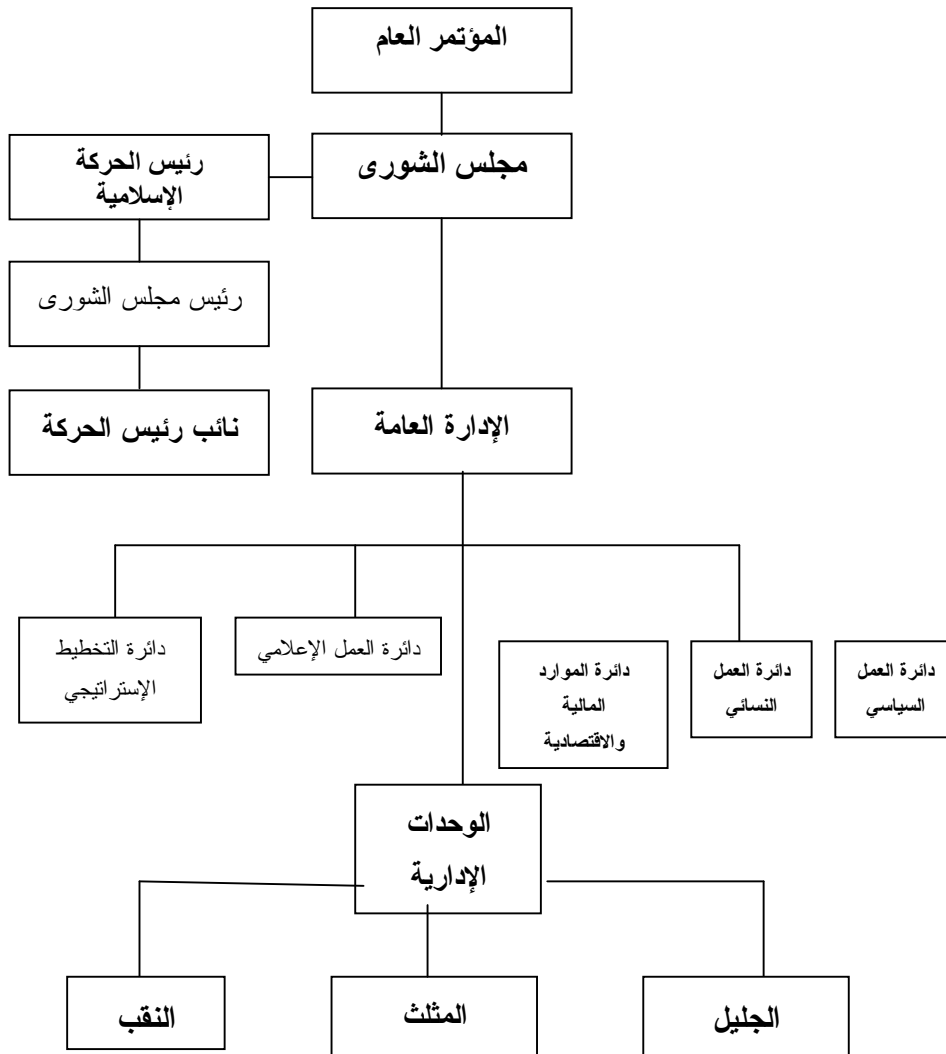 المؤتمر العام
مجلس الشورى
رئيس الحركة
الإسلامية
رئيس مجلس الشورى
نائب رئيس الحركة
الإدارة العامة
دائرة العمل
السياسي
دائرة العمل
النسائي
دائرة الموارد
المالية
والاقتصادية
دائرة العمل الإعلامي
دائرة التخطيط
الإستراتيجي
الوحدات
الإدارية
الجليل
المثلث
النقب